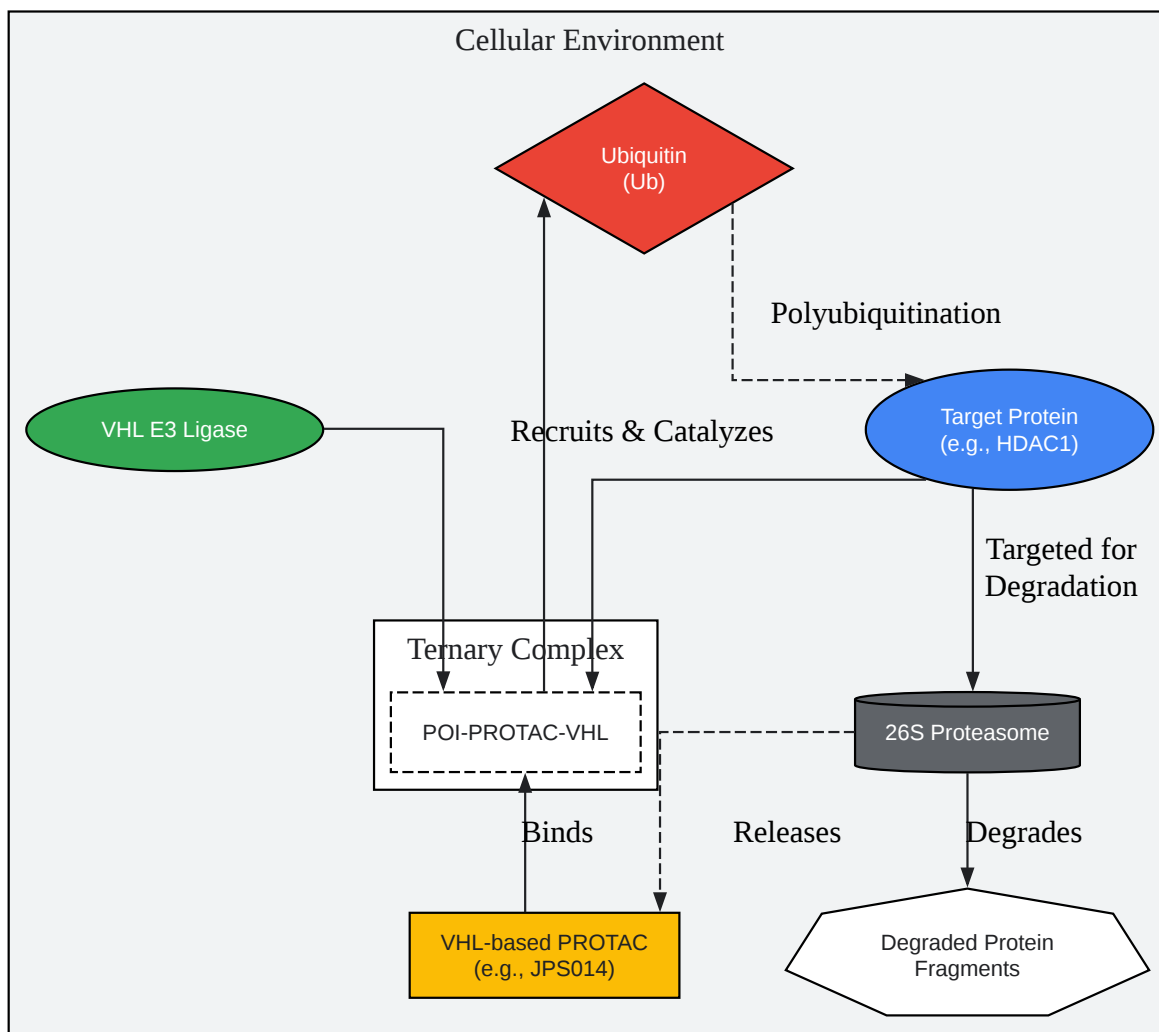 Cellular Environment
Ubiquitin
(Ub)
Polyubiquitination
VHL E3 Ligase
Recruits & Catalyzes
Target Protein
(e.g., HDAC1)
Targeted for
Degradation
Ternary Complex
POI-PROTAC-VHL
26S Proteasome
Binds
Releases
Degrades
VHL-based PROTAC
(e.g., JPS014)
Degraded Protein
Fragments